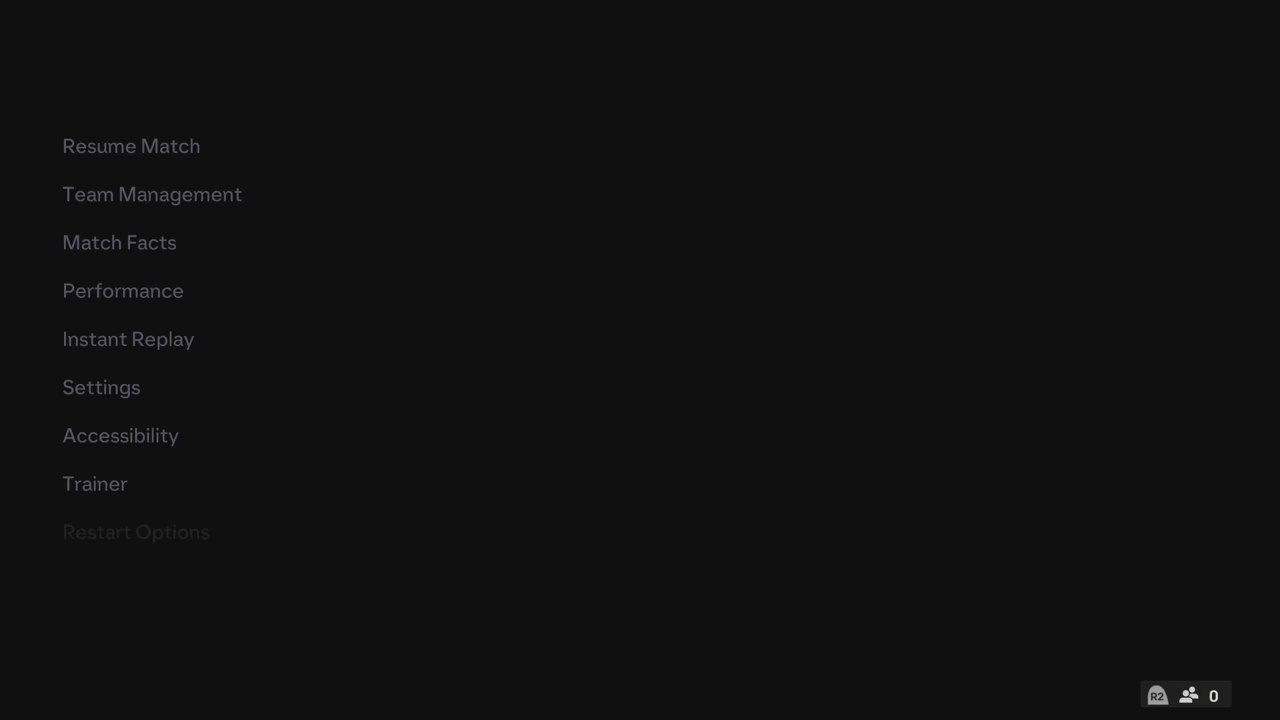 Resume Match
Team Management
Match Facts
Performance
Instant Replay
Settings
Accessibility
Trainer
Restart Options
R2 0